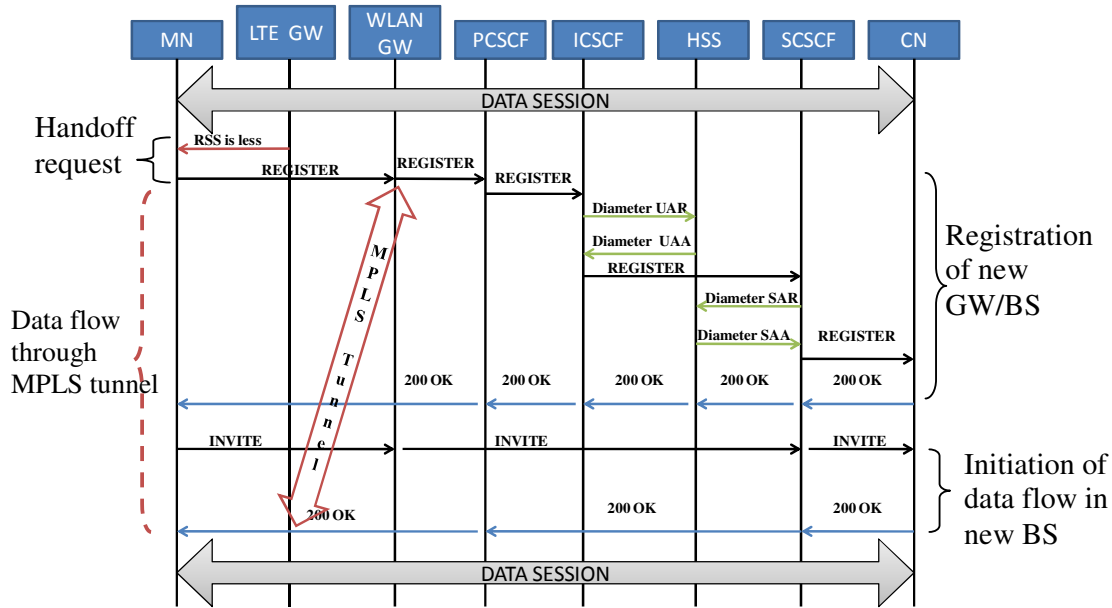 MN
LTE GW
WLAN
GW
PCSCF
ICSCF
HSS
SCSCF
CN
DATA SESSION
Handoff
request
RSS is less
REGISTER
REGISTER
REGISTER
Diameter UAR
Diameter UAA
REGISTER
Diameter SAR
Diameter SAA
REGISTER
Registration
of new
GW/BS
MPLS Tunnel
Data flow
through
MPLS tunnel
200 OK
200 OK
200 OK
200 OK
200 OK
INVITE
INVITE
INVITE
Initiation of
data flow in
new BS
200 OK
200 OK
200 OK
DATA SESSION